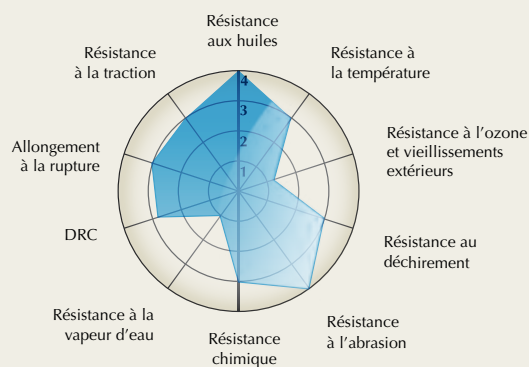 Résistance
aux huiles
Résistance à
la température
Résistance à l'ozone
et vieillissements
extérieurs
Résistance au
déchirement
Résistance
à l'abrasion
Résistance
chimique
Résistance à la
vapeur d'eau
DRC
Allongement
à la rupture
Résistance
à la traction
4
3
2
1